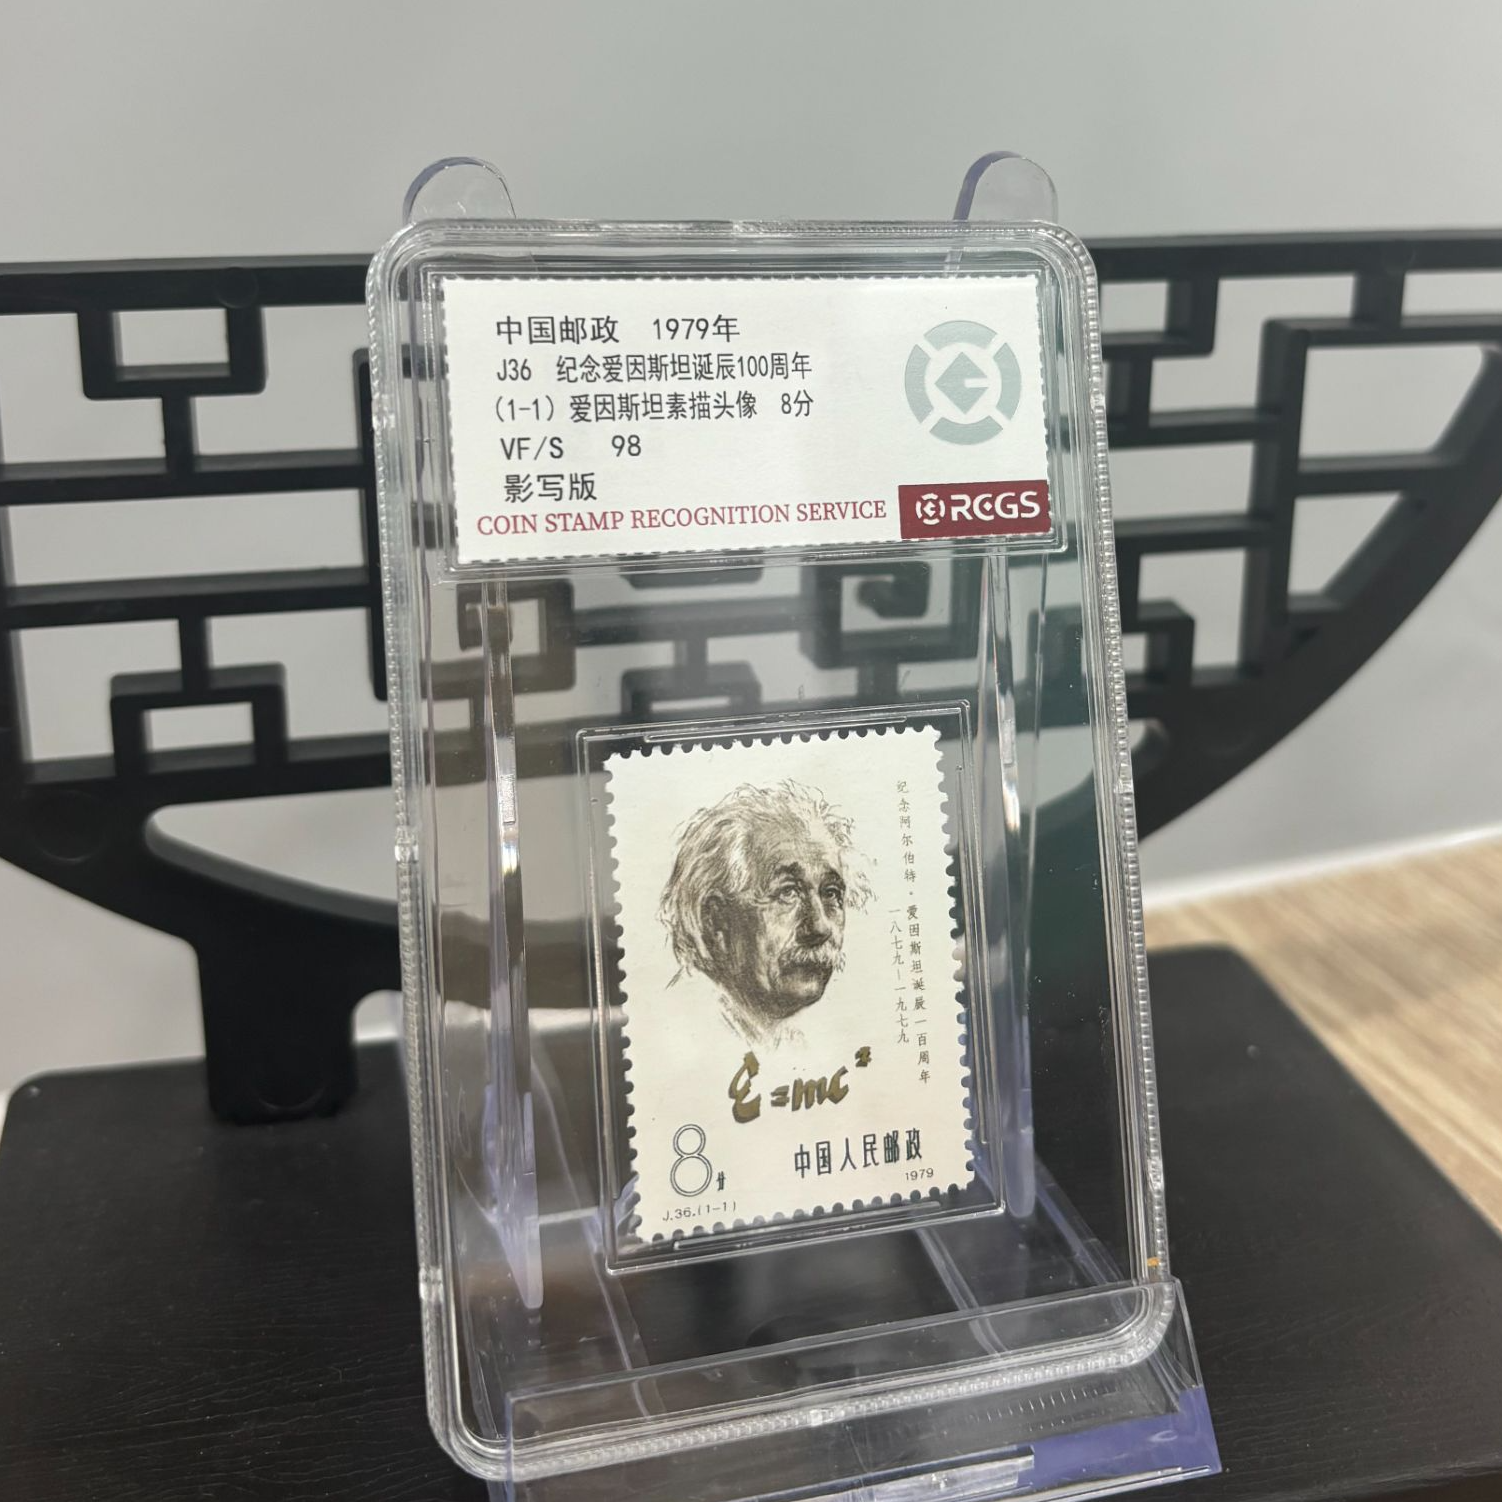 中国邮政 1979年
J36 纪念爱因斯坦诞辰100周年
(1-1) 爱因斯坦素描头像 8分
VF/S 98
影写版
COIN STAMP RECOGNITION SERVICE
RCGS
纪念阿尔伯特·爱因斯坦诞辰一百周年
一八七九—一九七九
E=mc²
8分
中国人民邮政
1979
J.36.(1-1)